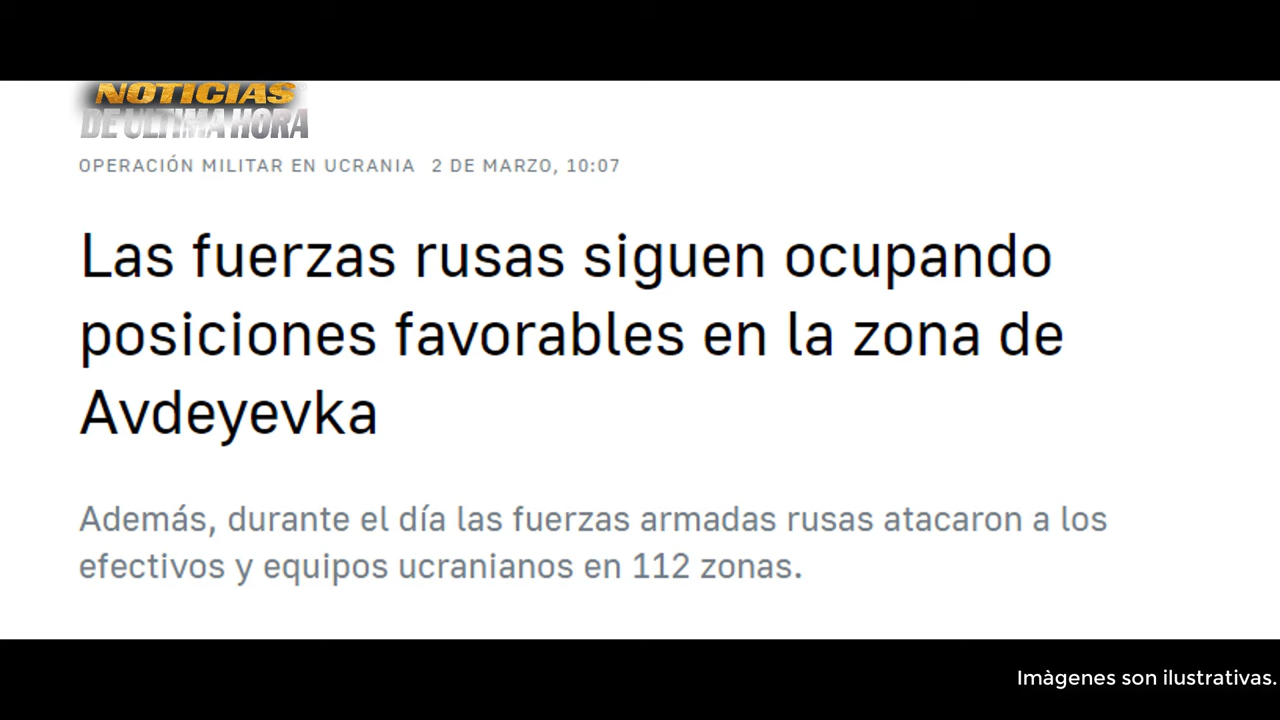 NOTICIAS
DE ULTIMA HORA
OPERACIÓN MILITAR EN UCRANIA 2 DE MARZO, 10:07
Las fuerzas rusas siguen ocupando
posiciones favorables en la zona de
Avdeyevka
Además, durante el día las fuerzas armadas rusas atacaron a los
efectivos y equipos ucranianos en 112 zonas.
Imàgenes son ilustrativas.